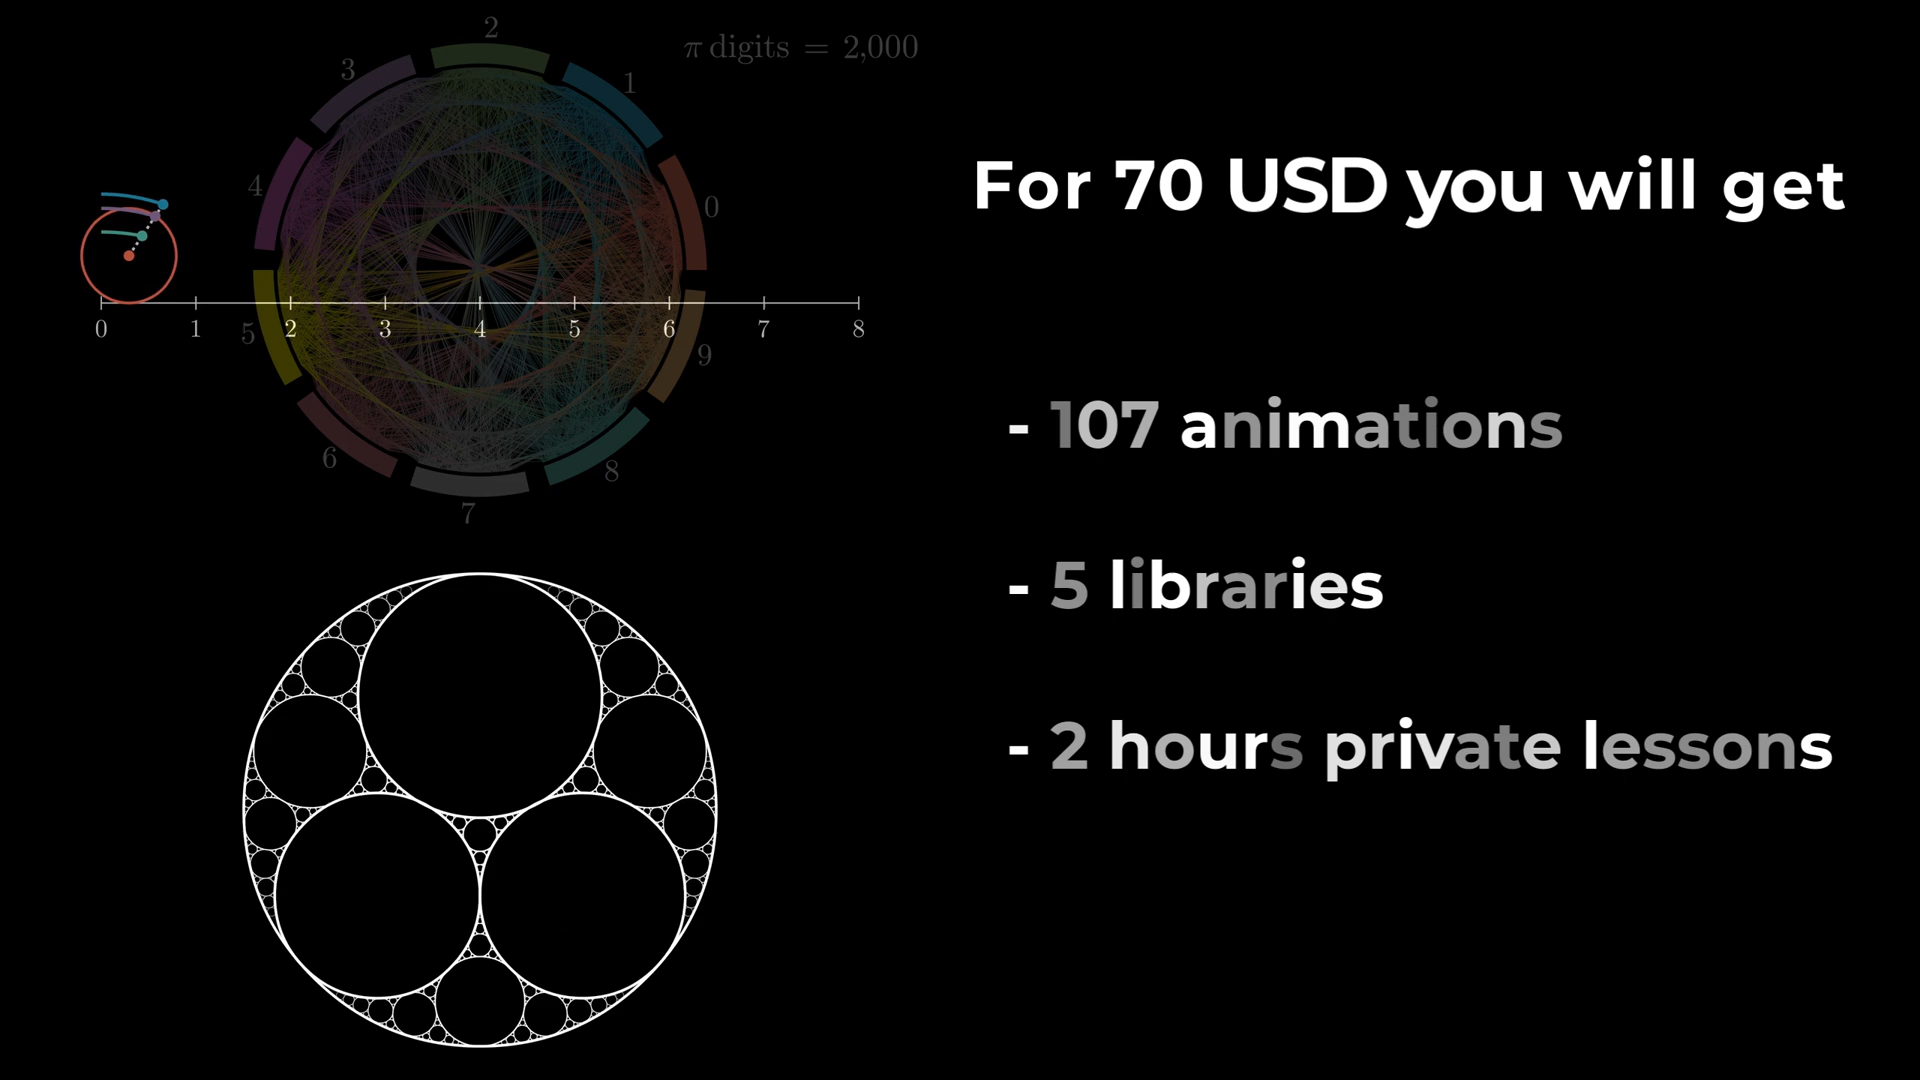 π digits = 2,000
2
3
1
4
0
5
9
6
8
7
0 1 2 3 4 5 6 7 8
For 70 USD you will get
- 107 animations
- 5 libraries
- 2 hours private lessons